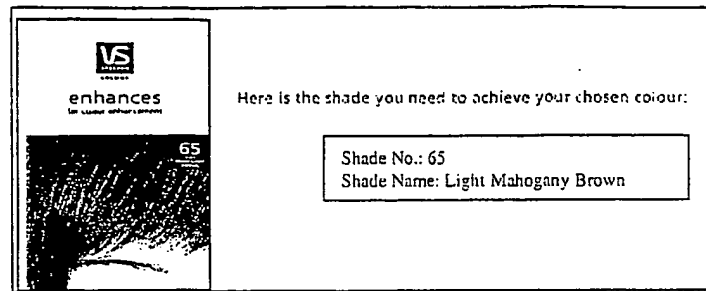 VS
enhances
Here is the shade you need to achieve your chosen colour:
65
Shade No.: 65
Shade Name: Light Mahogany Brown